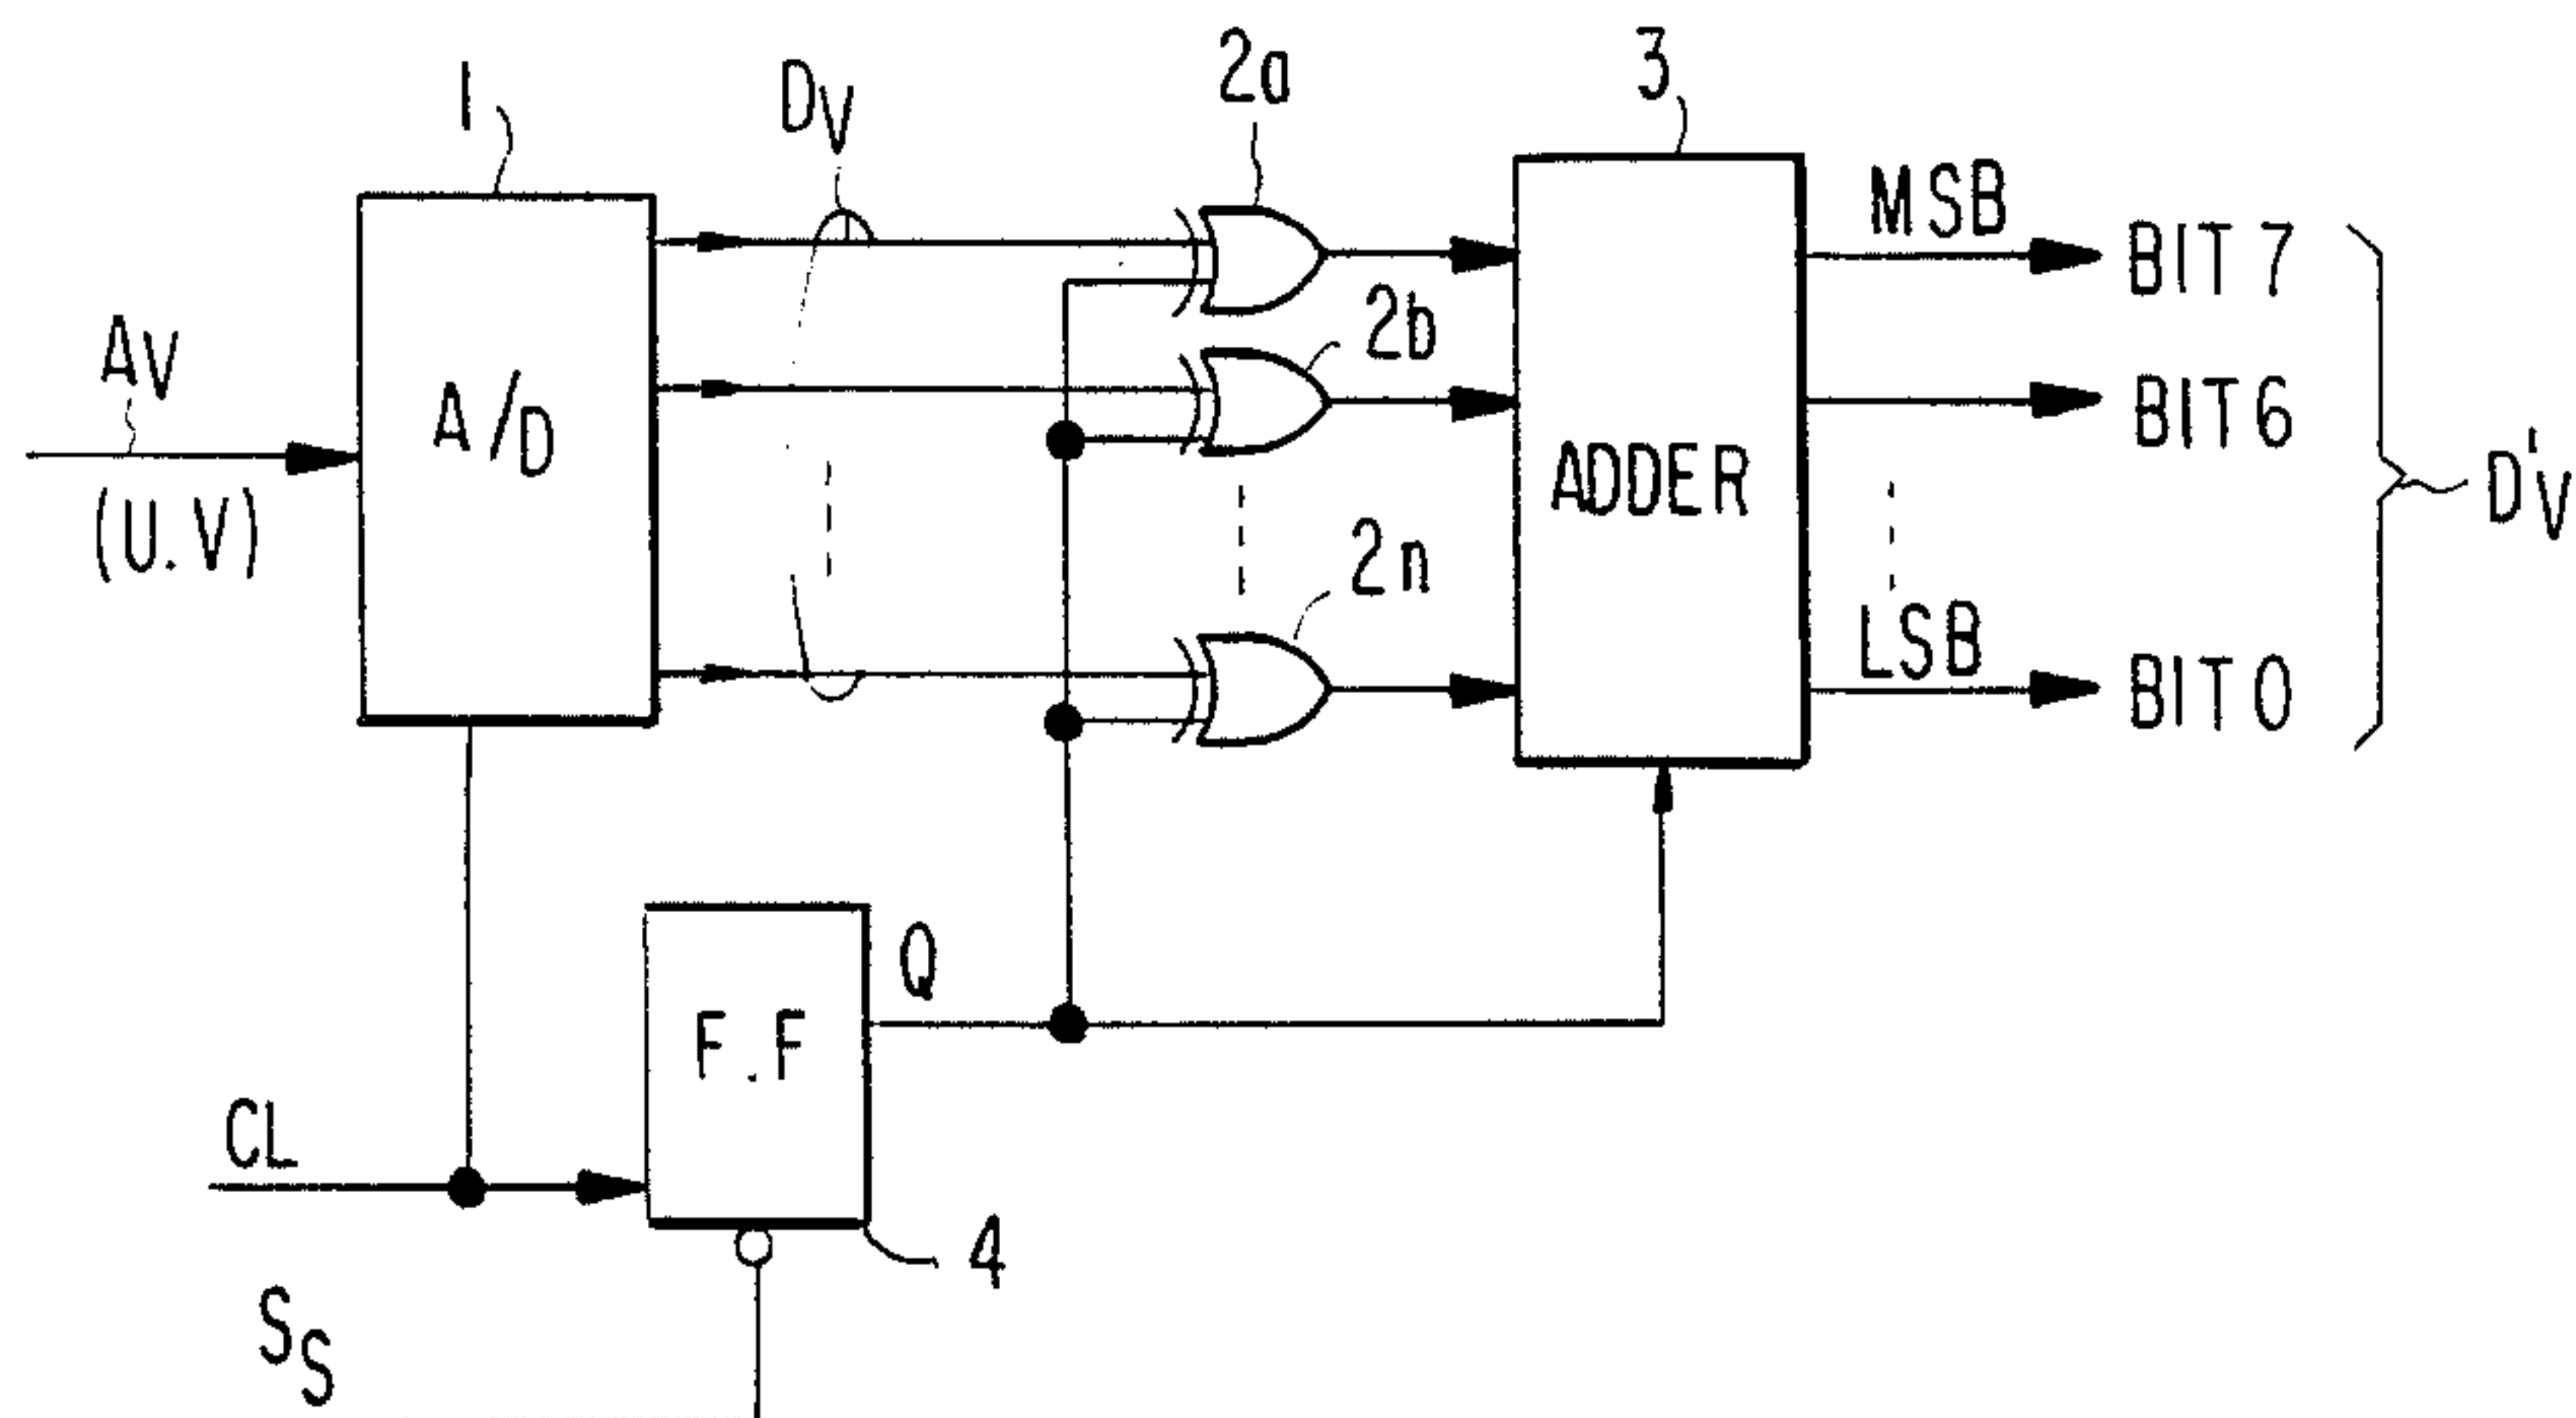 1
DV
2a
3
AV
(U.V)
A/D
2b
2n
ADDER
MSB
BIT 7
BIT 6
LSB
BIT 0
D'V
Q
F.F
CL
4
SS